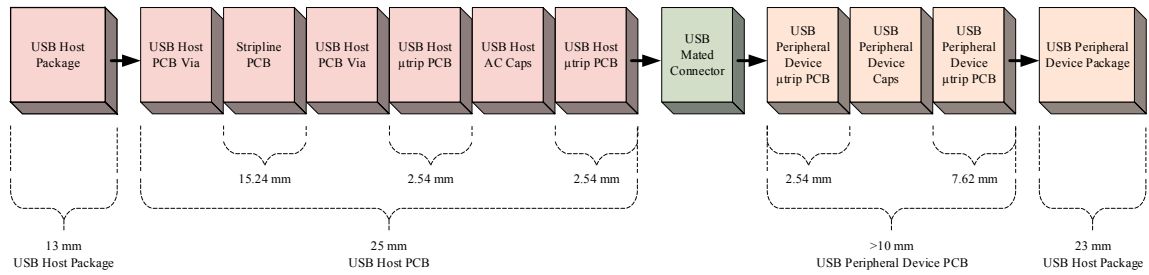 USB Host
Package
USB Host
PCB Via
Stripline
PCB
USB Host
PCB Via
USB Host
µtrip PCB
USB Host
AC Caps
USB Host
µtrip PCB
USB
Mated
Connector
USB
Peripheral
Device
µtrip PCB
USB
Peripheral
Device
Caps
USB
Peripheral
Device
µtrip PCB
USB Peripheral
Device Package
15.24 mm
2.54 mm
2.54 mm
2.54 mm
7.62 mm
13 mm
USB Host Package
25 mm
USB Host PCB
>10 mm
USB Peripheral Device PCB
23 mm
USB Host Package